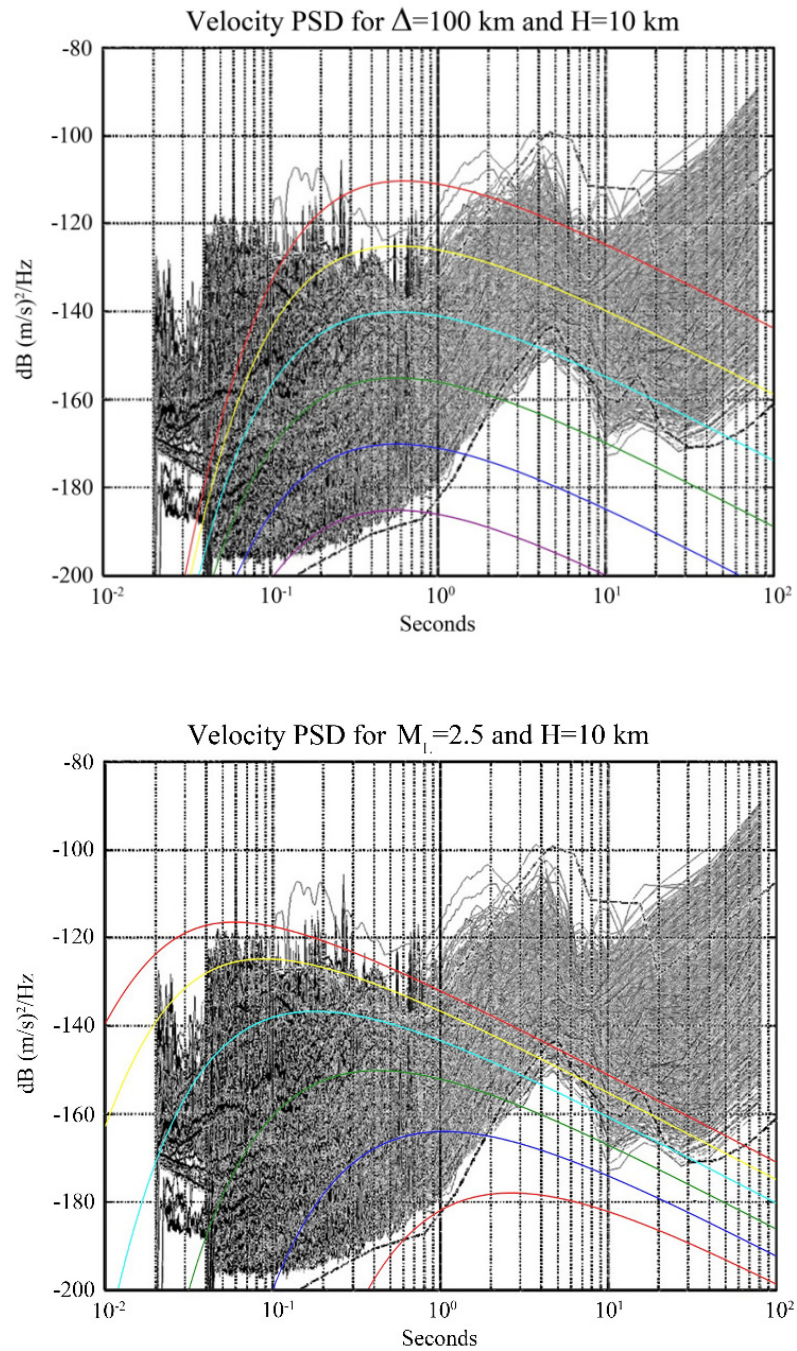 Velocity PSD for Δ=100 km and H=10 km
-80
-100
-120
-140
-160
-180
-200
dB (m/s)²/Hz
10⁻² 10⁻¹ 10⁰ 10¹ 10²
Seconds
Velocity PSD for M_L=2.5 and H=10 km
-80
-100
-120
-140
-160
-180
-200
dB (m/s)²/Hz
10⁻² 10⁻¹ 10⁰ 10¹ 10²
Seconds